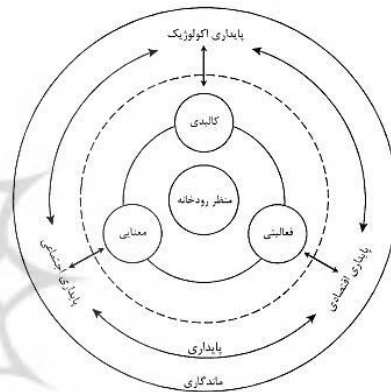 پایداری اکولوژیک
کالبدی
منظر رودخانه
معنایی
فعالیتی
پایداری اجتماعی
پایداری اقتصادی
پایداری
ماندگاری